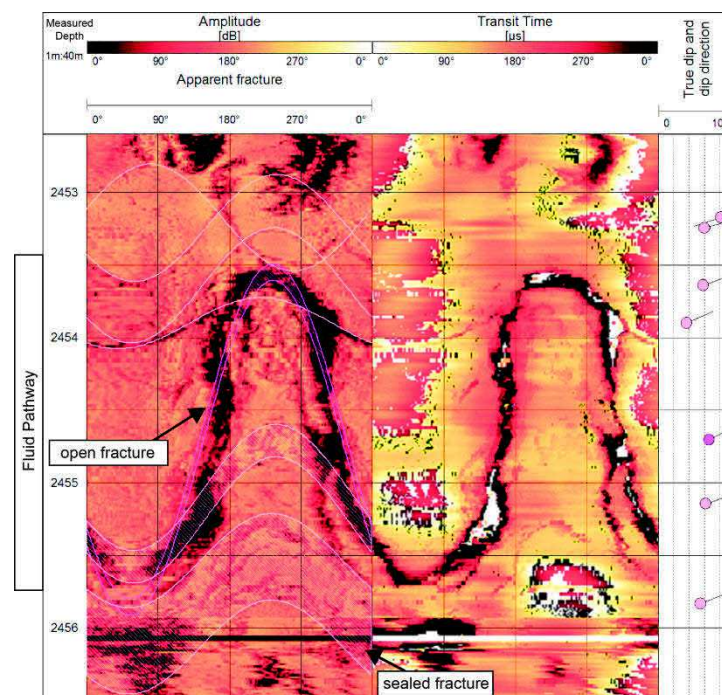 Measured
Depth
1m:40m
Amplitude
[dB]
0° 90° 180° 270° 0°
Apparent fracture
0° 90° 180° 270° 0°
Transit Time
[µs]
0° 90° 180° 270° 0°
True dip and
dip direction
0 10
2453
2454
2455
2456
Fluid Pathway
open fracture
sealed fracture